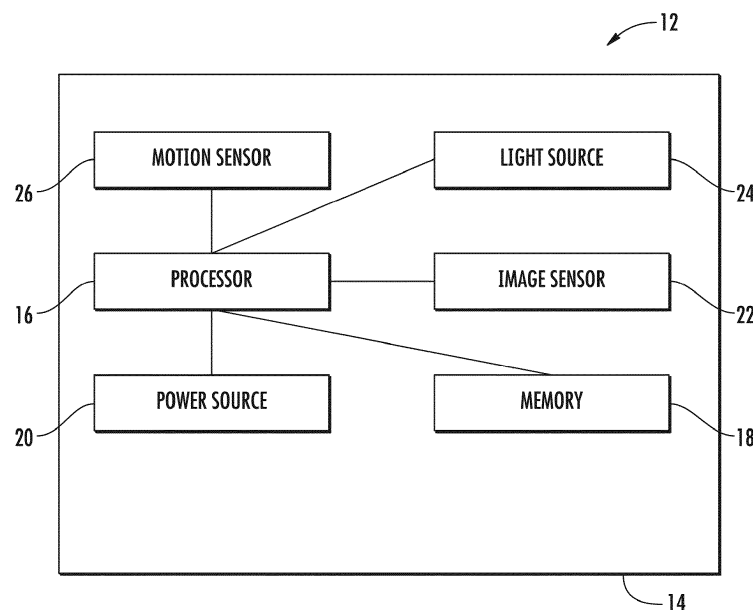 12
MOTION SENSOR
LIGHT SOURCE
26
24
PROCESSOR
IMAGE SENSOR
16
22
POWER SOURCE
MEMORY
20
18
14